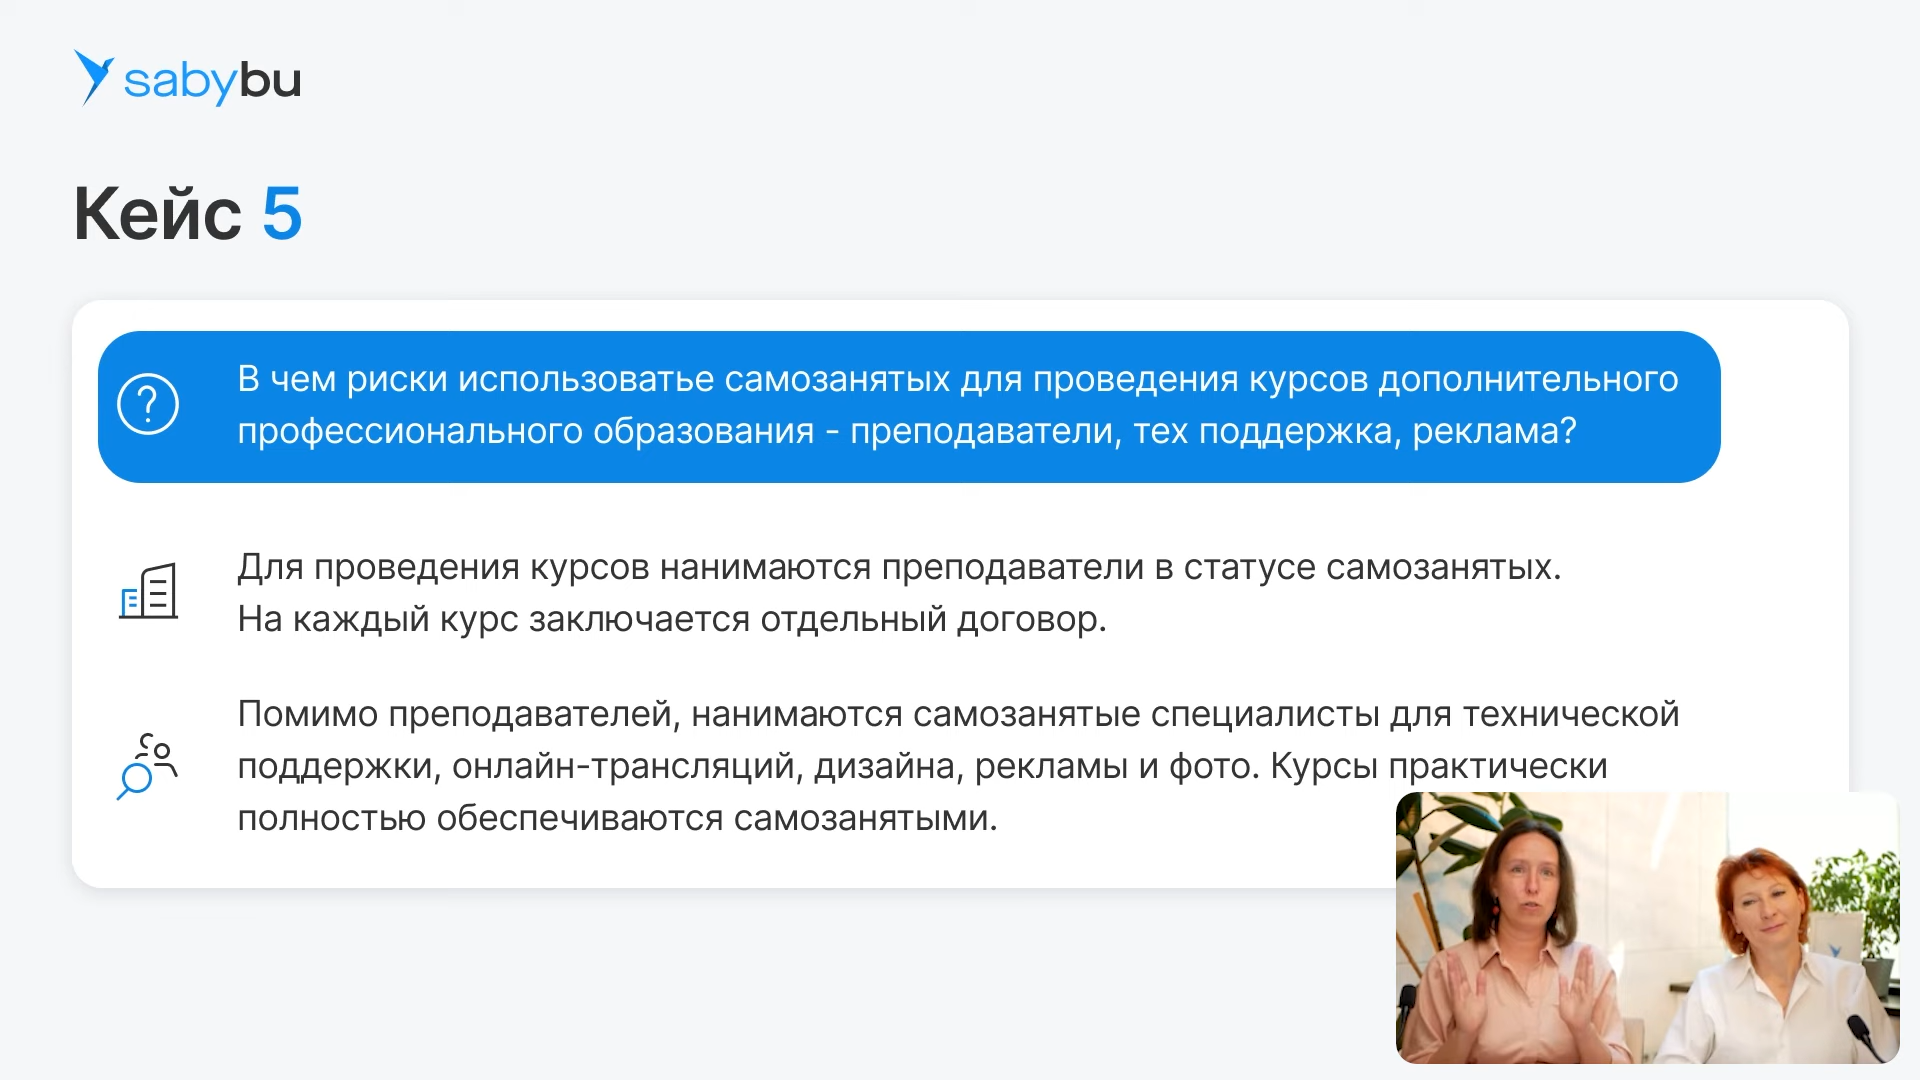 sabybu
Кейс 5
В чем риски использоватье самозанятых для проведения курсов дополнительного
профессионального образования - преподаватели, тех поддержка, реклама?
Для проведения курсов нанимаются преподаватели в статусе самозанятых.
На каждый курс заключается отдельный договор.
Помимо преподавателей, нанимаются самозанятые специалисты для технической
поддержки, онлайн-трансляций, дизайна, рекламы и фото. Курсы практически
полностью обеспечиваются самозанятыми.